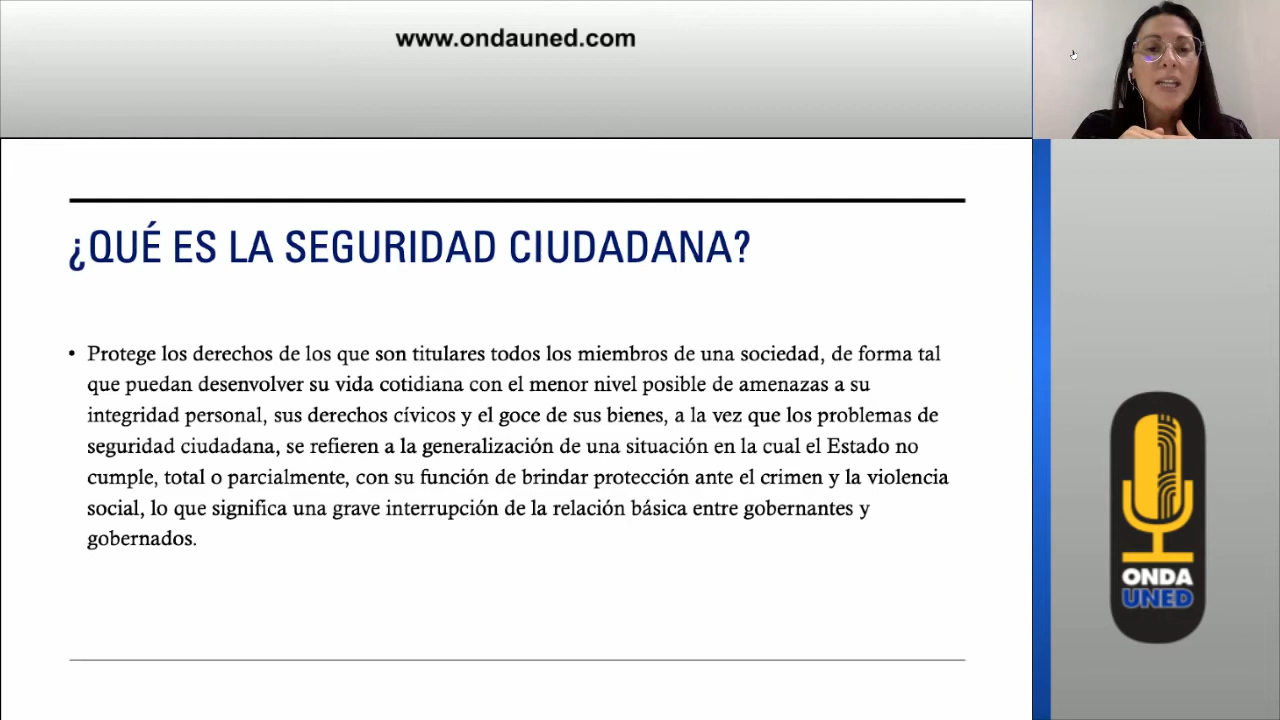 www.ondauned.com
¿QUÉ ES LA SEGURIDAD CIUDADANA?
• Protege los derechos de los que son titulares todos los miembros de una sociedad, de forma tal
que puedan desenvolver su vida cotidiana con el menor nivel posible de amenazas a su
integridad personal, sus derechos cívicos y el goce de sus bienes, a la vez que los problemas de
seguridad ciudadana, se refieren a la generalización de una situación en la cual el Estado no
cumple, total o parcialmente, con su función de brindar protección ante el crimen y la violencia
social, lo que significa una grave interrupción de la relación básica entre gobernantes y
gobernados.
ONDA
UNED